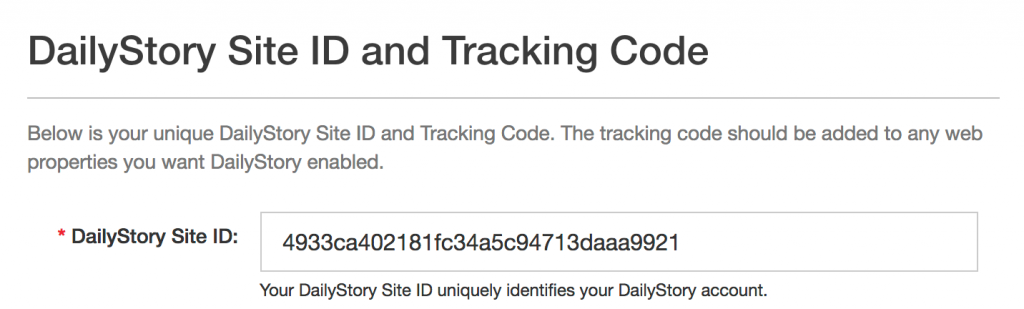 DailyStory Site ID and Tracking Code
Below is your unique DailyStory Site ID and Tracking Code. The tracking code should be added to any web
properties you want DailyStory enabled.
* DailyStory Site ID: 4933ca402181fc34a5c94713daaa9921
Your DailyStory Site ID uniquely identifies your DailyStory account.